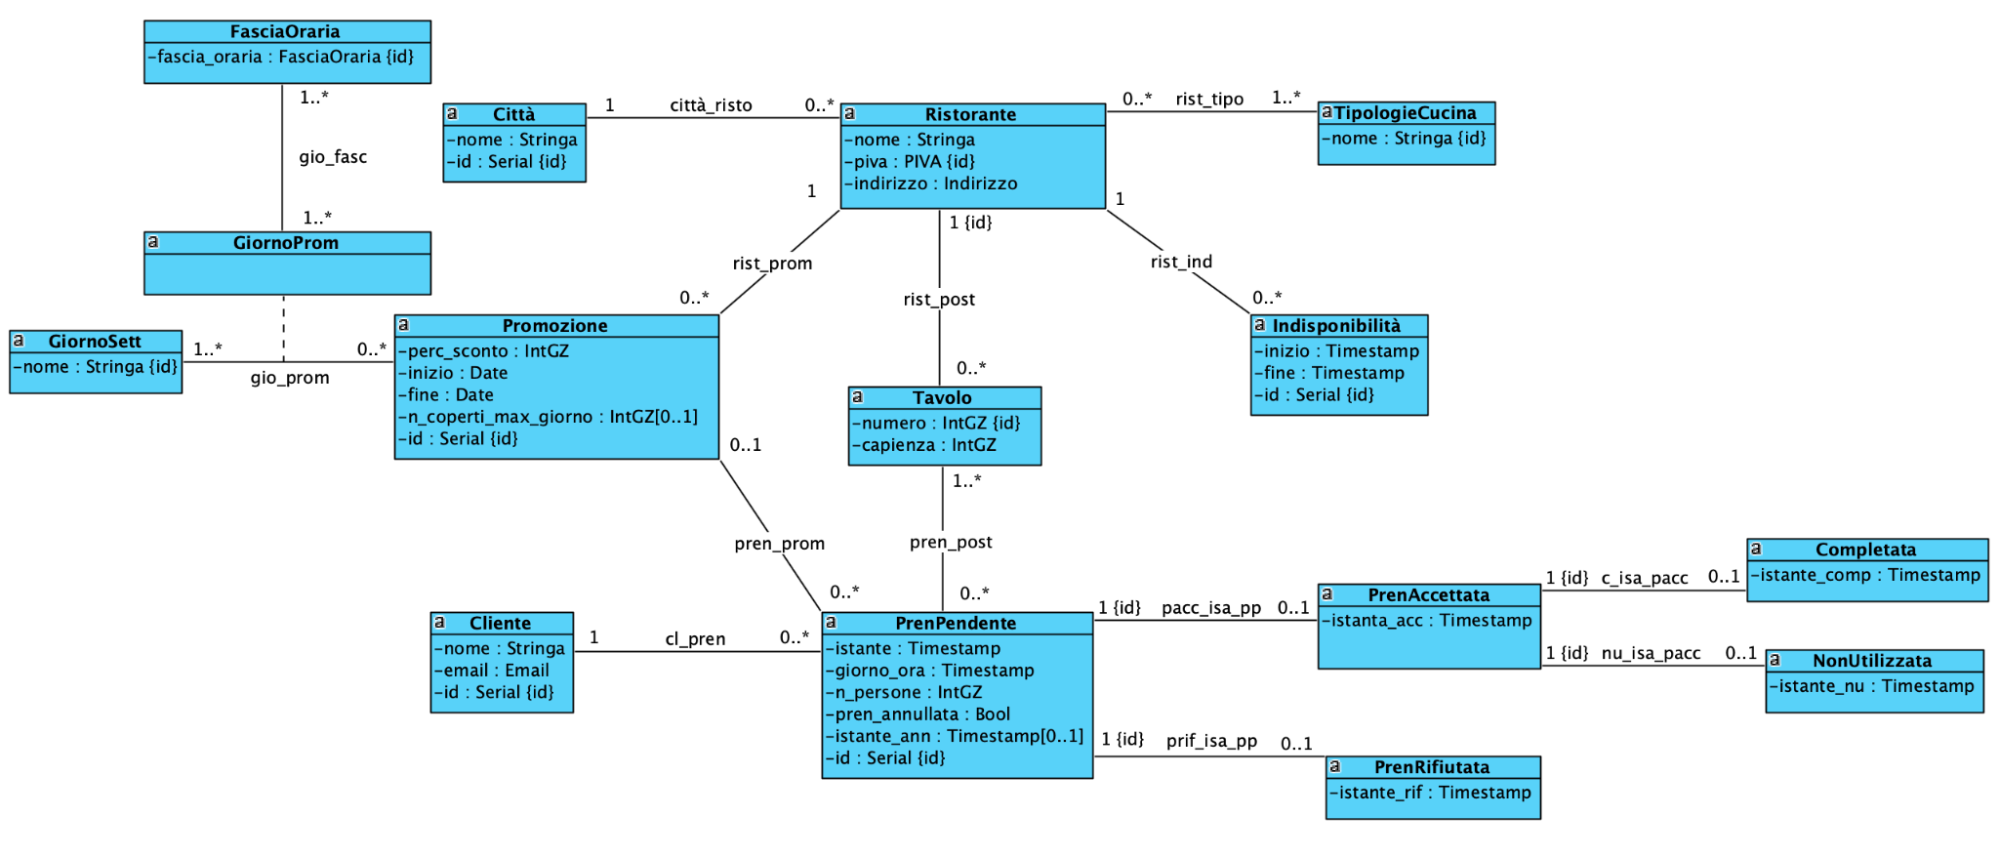 FasciaOraria
-fascia_oraria : FasciaOraria {id}
1..*
gio_fasc
1..*
a GiornoProm
a GiornoSett
-nome : Stringa {id}
1..*
gio_prom
0..*
a Città
-nome : Stringa
-id : Serial {id}
1
città_risto
0..*
a Ristorante
-nome : Stringa
-piva : PIVA {id}
-indirizzo : Indirizzo
0..*
rist_tipo
1..*
a TipologieCucina
-nome : Stringa {id}
1
rist_prom
0..*
1 {id}
rist_post
0..*
1
rist_ind
0..*
a Promozione
-perc_sconto : IntGZ
-inizio : Date
-fine : Date
-n_coperti_max_giorno : IntGZ[0..1]
-id : Serial {id}
a Tavolo
-numero : IntGZ {id}
-capienza : IntGZ
a Indisponibilità
-inizio : Timestamp
-fine : Timestamp
-id : Serial {id}
0..1
pren_prom
0..*
1..*
pren_post
0..*
a Cliente
-nome : Stringa
-email : Email
-id : Serial {id}
1
cl_pren
0..*
a PrenPendente
-istante : Timestamp
-giorno_ora : Timestamp
-n_persone : IntGZ
-pren_annullata : Bool
-istante_ann : Timestamp[0..1]
-id : Serial {id}
1 {id}
pacc_isa_pp
0..1
a PrenAccettata
-istanta_acc : Timestamp
1 {id}
c_isa_pacc
0..1
a Completata
-istante_comp : Timestamp
1 {id}
nu_isa_pacc
0..1
a NonUtilizzata
-istante_nu : Timestamp
1 {id}
prif_isa_pp
0..1
a PrenRifiutata
-istante_rif : Timestamp